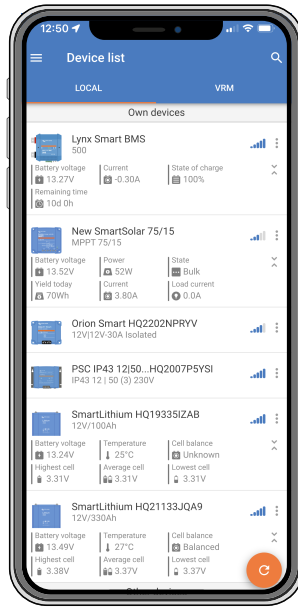 12:50
Device list
LOCAL VRM
Own devices
Lynx Smart BMS
500
Battery voltage Current State of charge
13.27V -0.30A 100%
Remaining time
10d 0h
New SmartSolar 75/15
MPPT 75/15
Battery voltage Power State
13.52V 52W Bulk
Yield today Current Load current
70Wh 3.80A 0.0A
Orion Smart HQ2202NPRYV
12V|12V-30A Isolated
PSC IP43 12|50...HQ2007P5YSI
IP43 12 | 50 (3) 230V
SmartLithium HQ19335IZAB
12V/100Ah
Battery voltage Temperature Cell balance
13.24V 25°C Unknown
Highest cell Average cell Lowest cell
3.31V 3.31V 3.31V
SmartLithium HQ21133JQA9
12V/330Ah
Battery voltage Temperature Cell balance
13.49V 27°C Balanced
Highest cell Average cell Lowest cell
3.38V 3.37V 3.37V